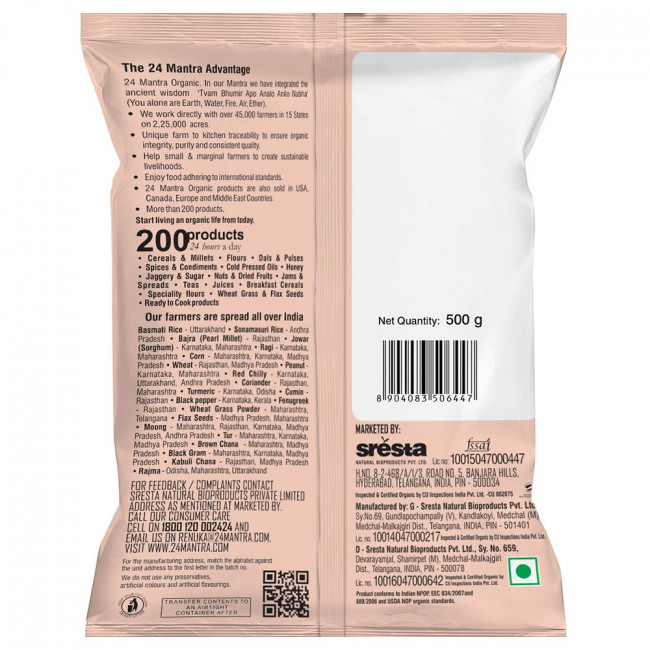 The 24 Mantra Advantage
24 Mantra Organic. In our Mantra we have integrated the
ancient wisdom 'Tvam Bhumir Apo Analo Anilo Nabha'
(You alone are Earth, Water, Fire, Air, Ether).
• We work directly with over 45,000 farmers in 15 States
on 2,25,000 acres.
• Unique farm to kitchen traceability to ensure organic
integrity, purity and consistent quality.
• Help small & marginal farmers to create sustainable
livelihoods.
• Enjoy food adhering to international standards.
• 24 Mantra Organic products are also sold in USA,
Canada, Europe and Middle East Countries.
• More than 200 products.
Start living an organic life from today.
200 products
24 hours a day
• Cereals & Millets • Flours • Dals & Pulses
• Spices & Condiments • Cold Pressed Oils • Honey
• Jaggery & Sugar • Nuts & Dried Fruits • Jams &
Spreads • Teas • Juices • Breakfast Cereals
• Speciality flours • Wheat Grass & Flax Seeds
• Ready to Cook products
Our farmers are spread all over India
Basmati Rice - Uttarakhand • Sonamasuri Rice - Andhra
Pradesh • Bajra (Pearl Millet) - Rajasthan • Jowar
(Sorghum) - Karnataka, Maharashtra • Ragi - Karnataka,
Maharashtra • Corn - Maharashtra, Karnataka, Madhya
Pradesh • Wheat - Rajasthan, Madhya Pradesh • Peanut -
Karnataka, Maharashtra • Red Chilly - Karnataka,
Uttarakhand, Andhra Pradesh • Coriander - Rajasthan,
Maharashtra • Turmeric - Karnataka, Odisha • Cumin -
Rajasthan • Black pepper - Karnataka, Kerala • Fenugreek
- Rajasthan • Wheat Grass Powder - Maharashtra,
Telangana • Flax Seeds - Madhya Pradesh, Maharashtra
• Moong - Maharashtra, Rajasthan, Karnataka, Madhya
Pradesh, Andhra Pradesh • Tur - Maharashtra, Karnataka,
Madhya Pradesh • Brown Chana - Maharashtra, Madhya
Pradesh • Black Gram - Maharashtra, Karnataka, Madhya
Pradesh • Kabuli Chana - Rajasthan, Madhya Pradesh
• Rajma - Odisha, Maharashtra, Uttarakhand
FOR FEEDBACK / COMPLAINTS CONTACT
SRESTA NATURAL BIOPRODUCTS PRIVATE LIMITED
ADDRESS AS MENTIONED AT MARKETED BY.
CALL OUR CONSUMER CARE
CELL ON 1800 120 002424 AND
EMAIL US ON RENUKA@24MANTRA.COM.
VISIT WWW.24MANTRA.COM
For the manufacturing address, match the alphabet against
the unit address to the first letter in the batch no.
We do not use any preservatives,
artificial colours and artificial flavourings.
TRANSFER CONTENTS TO
AN AIRTIGHT
CONTAINER AFTER
Net Quantity: 500 g
8 904083 506447
MARKETED BY:
sresta
NATURAL BIOPRODUCTS PVT. LTD.
fssai
Lic no: 10015047000447
H.NO. 8-2-468/A/1/3, ROAD NO. 5, BANJARA HILLS,
HYDERABAD, TELANGANA, INDIA, PIN - 500034
Inspected & Certified Organic by CU Inspections India Pvt. Ltd. -CU 802675
Manufactured by: G - Sresta Natural Bioproducts Pvt. Ltd
Sy.No.69, Gundlapochampally (V), Kandlakoyi, Medchal (M)
Medchal-Malkajgiri Dist., Telangana, INDIA, PIN - 501401
Lic. no. 10014047000217 Inspected & Certified Organic by CU Inspections India Pvt. Ltd.
D - Sresta Natural Bioproducts Pvt. Ltd., Sy. No. 659,
Devarayamjal, Shamirpet (M), Medchal-Malkajgiri
Dist., Telangana, INDIA, PIN - 500078
Lic. no. 10016047000642 Inspected & Certified Organic by CU Inspections India Pvt. Ltd.
Product conforms to Indian NPOP, EEC 834/2007and
889/2008 and USDA NOP organic standards.